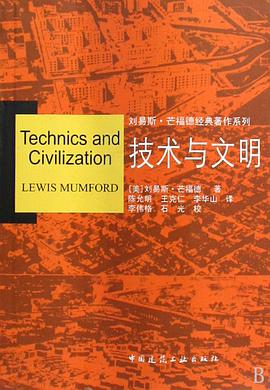 刘易斯·芒福德经典著作系列
Technics and
Civilization
LEWIS MUMFORD
技术与文明
[美]刘易斯·芒福德 著
陈允明 王克仁 李华山 译
李伟格 石光 校
中国建筑工业出版社
B